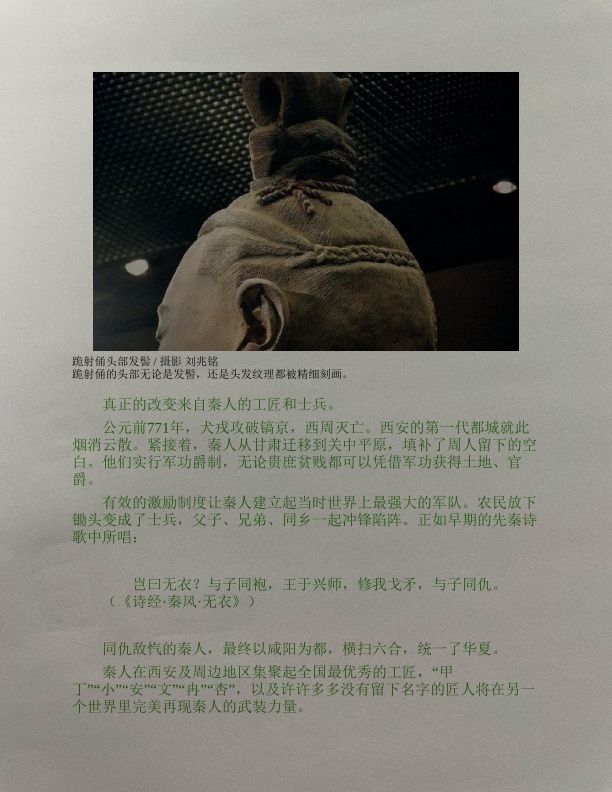 跪射俑头部发髻 / 摄影 刘兆铭
跪射俑的头部无论是发髻，还是头发纹理都被精细刻画。
真正的改变来自秦人的工匠和士兵。
公元前771年，犬戎攻破镐京，西周灭亡。西安的第一代都城就此
烟消云散。紧接着，秦人从甘肃迁移到关中平原，填补了周人留下的空
白。他们实行军功爵制，无论贵庶贫贱都可以凭借军功获得土地、官
爵。
有效的激励制度让秦人建立起当时世界上最强大的军队。农民放下
锄头变成了士兵，父子、兄弟、同乡一起冲锋陷阵。正如早期的先秦诗
歌中所唱：
岂曰无衣？与子同袍，王于兴师，修我戈矛，与子同仇。
（《诗经·秦风·无衣》）
同仇敌忾的秦人，最终以咸阳为都，横扫六合，统一了华夏。
秦人在西安及周边地区集聚起全国最优秀的工匠，“甲
丁”“小”“安”“文”“冉”“杏”，以及许许多多没有留下名字的匠人将在另一
个世界里完美再现秦人的武装力量。